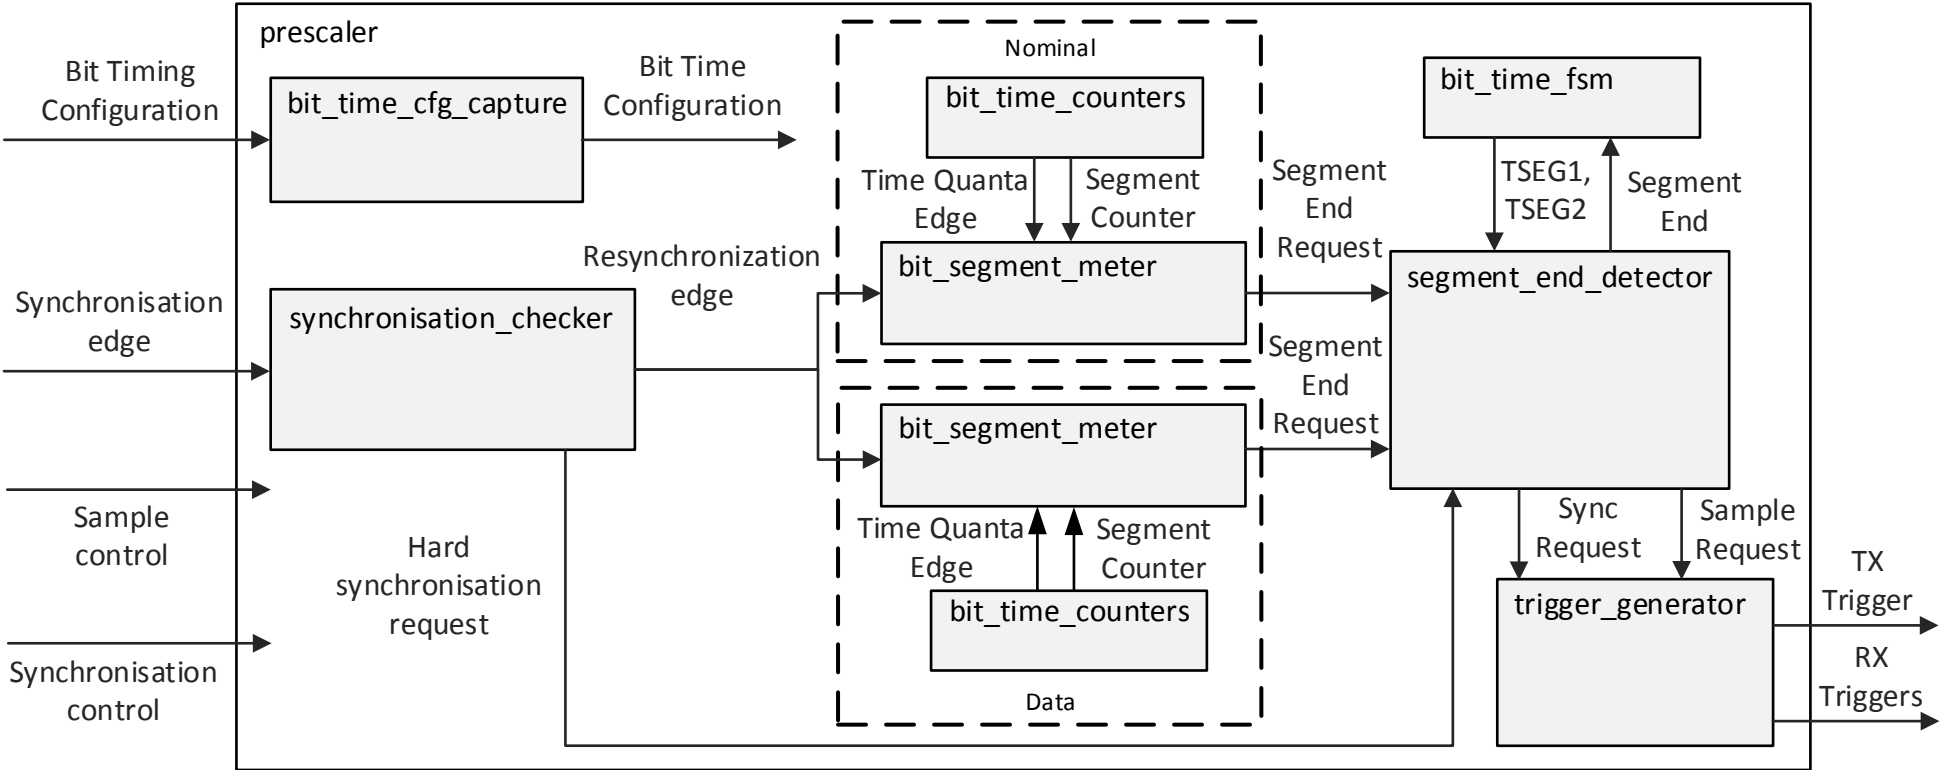 prescaler
Bit Timing
Configuration
bit_time_cfg_capture
Bit Time
Configuration
Nominal
bit_time_counters
Time Quanta
Edge
Segment
Counter
bit_segment_meter
bit_time_fsm
TSEG1,
TSEG2
Segment
End
Segment
End
Request
segment_end_detector
Synchronisation
edge
synchronisation_checker
Resynchronization
edge
Segment
End
Request
bit_segment_meter
Time Quanta
Edge
Segment
Counter
bit_time_counters
Data
Sample
control
Hard
synchronisation
request
Synchronisation
control
Sync
Request
Sample
Request
trigger_generator
TX
Trigger
RX
Triggers